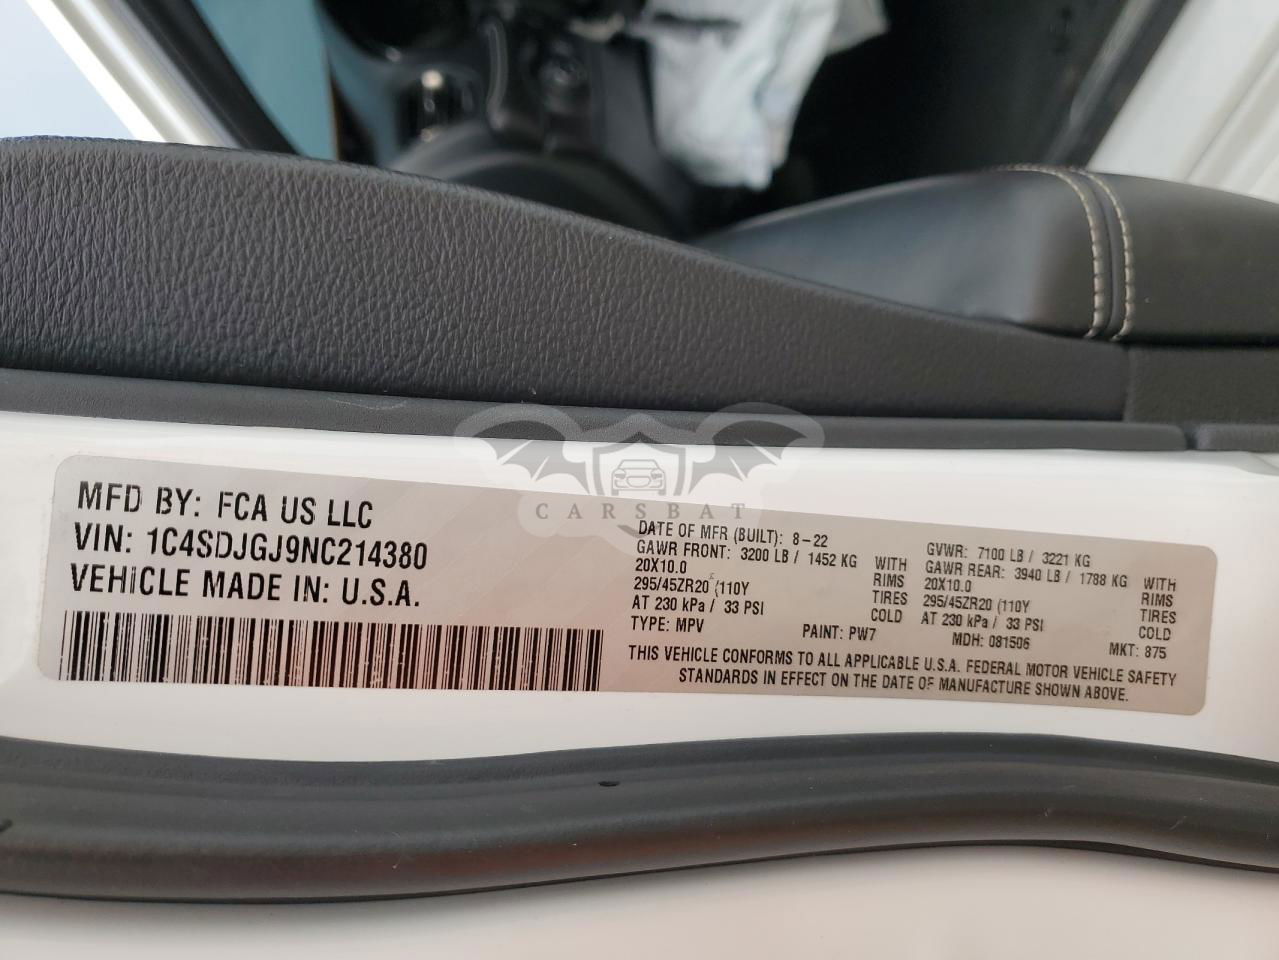 MFD BY: FCA US LLC
VIN: 1C4SDJGJ9NC214380
VEHICLE MADE IN: U.S.A.
CARSBAT
DATE OF MFR (BUILT): 8-22
GAWR FRONT: 3200 LB / 1452 KG WITH
20X10.0 RIMS
295/45ZR20 (110Y TIRES
AT 230 kPa / 33 PSI COLD
TYPE: MPV PAINT: PW7
GVWR: 7100 LB / 3221 KG
GAWR REAR: 3940 LB / 1788 KG WITH
20X10.0 RIMS
295/45ZR20 (110Y TIRES
AT 230 kPa / 33 PSI COLD
MDH: 081506 MKT: 875
THIS VEHICLE CONFORMS TO ALL APPLICABLE U.S.A. FEDERAL MOTOR VEHICLE SAFETY
STANDARDS IN EFFECT ON THE DATE OF MANUFACTURE SHOWN ABOVE.